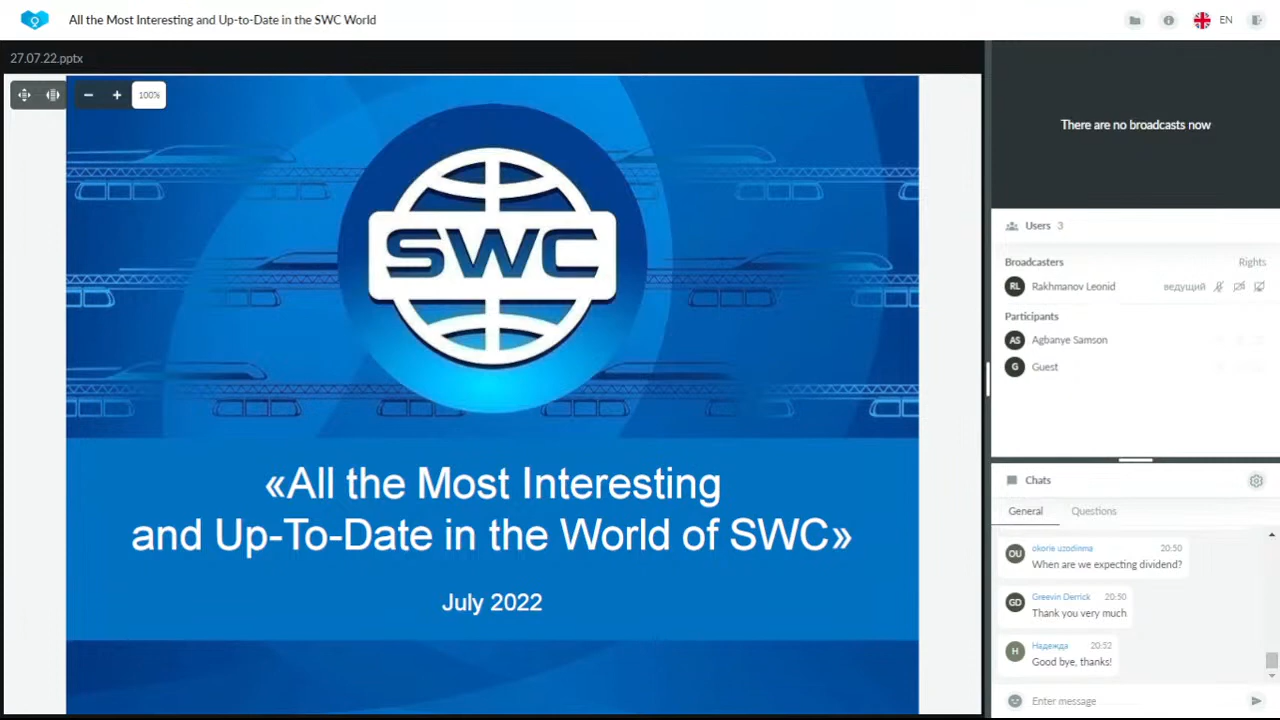 All the Most Interesting and Up-to-Date in the SWC World
EN
27.07.22.pptx
100%
SWC
«All the Most Interesting
and Up-To-Date in the World of SWC»
July 2022
There are no broadcasts now
Users 3
Broadcasters Rights
RL Rakhmanov Leonid ведущий
Participants
AS Agbanye Samson
G Guest
Chats
General Questions
OU okorie uzodinma 20:50
When are we expecting dividend?
GD Greevin Derrick 20:50
Thank you very much
Н Надежда 20:52
Good bye, thanks!
Enter message